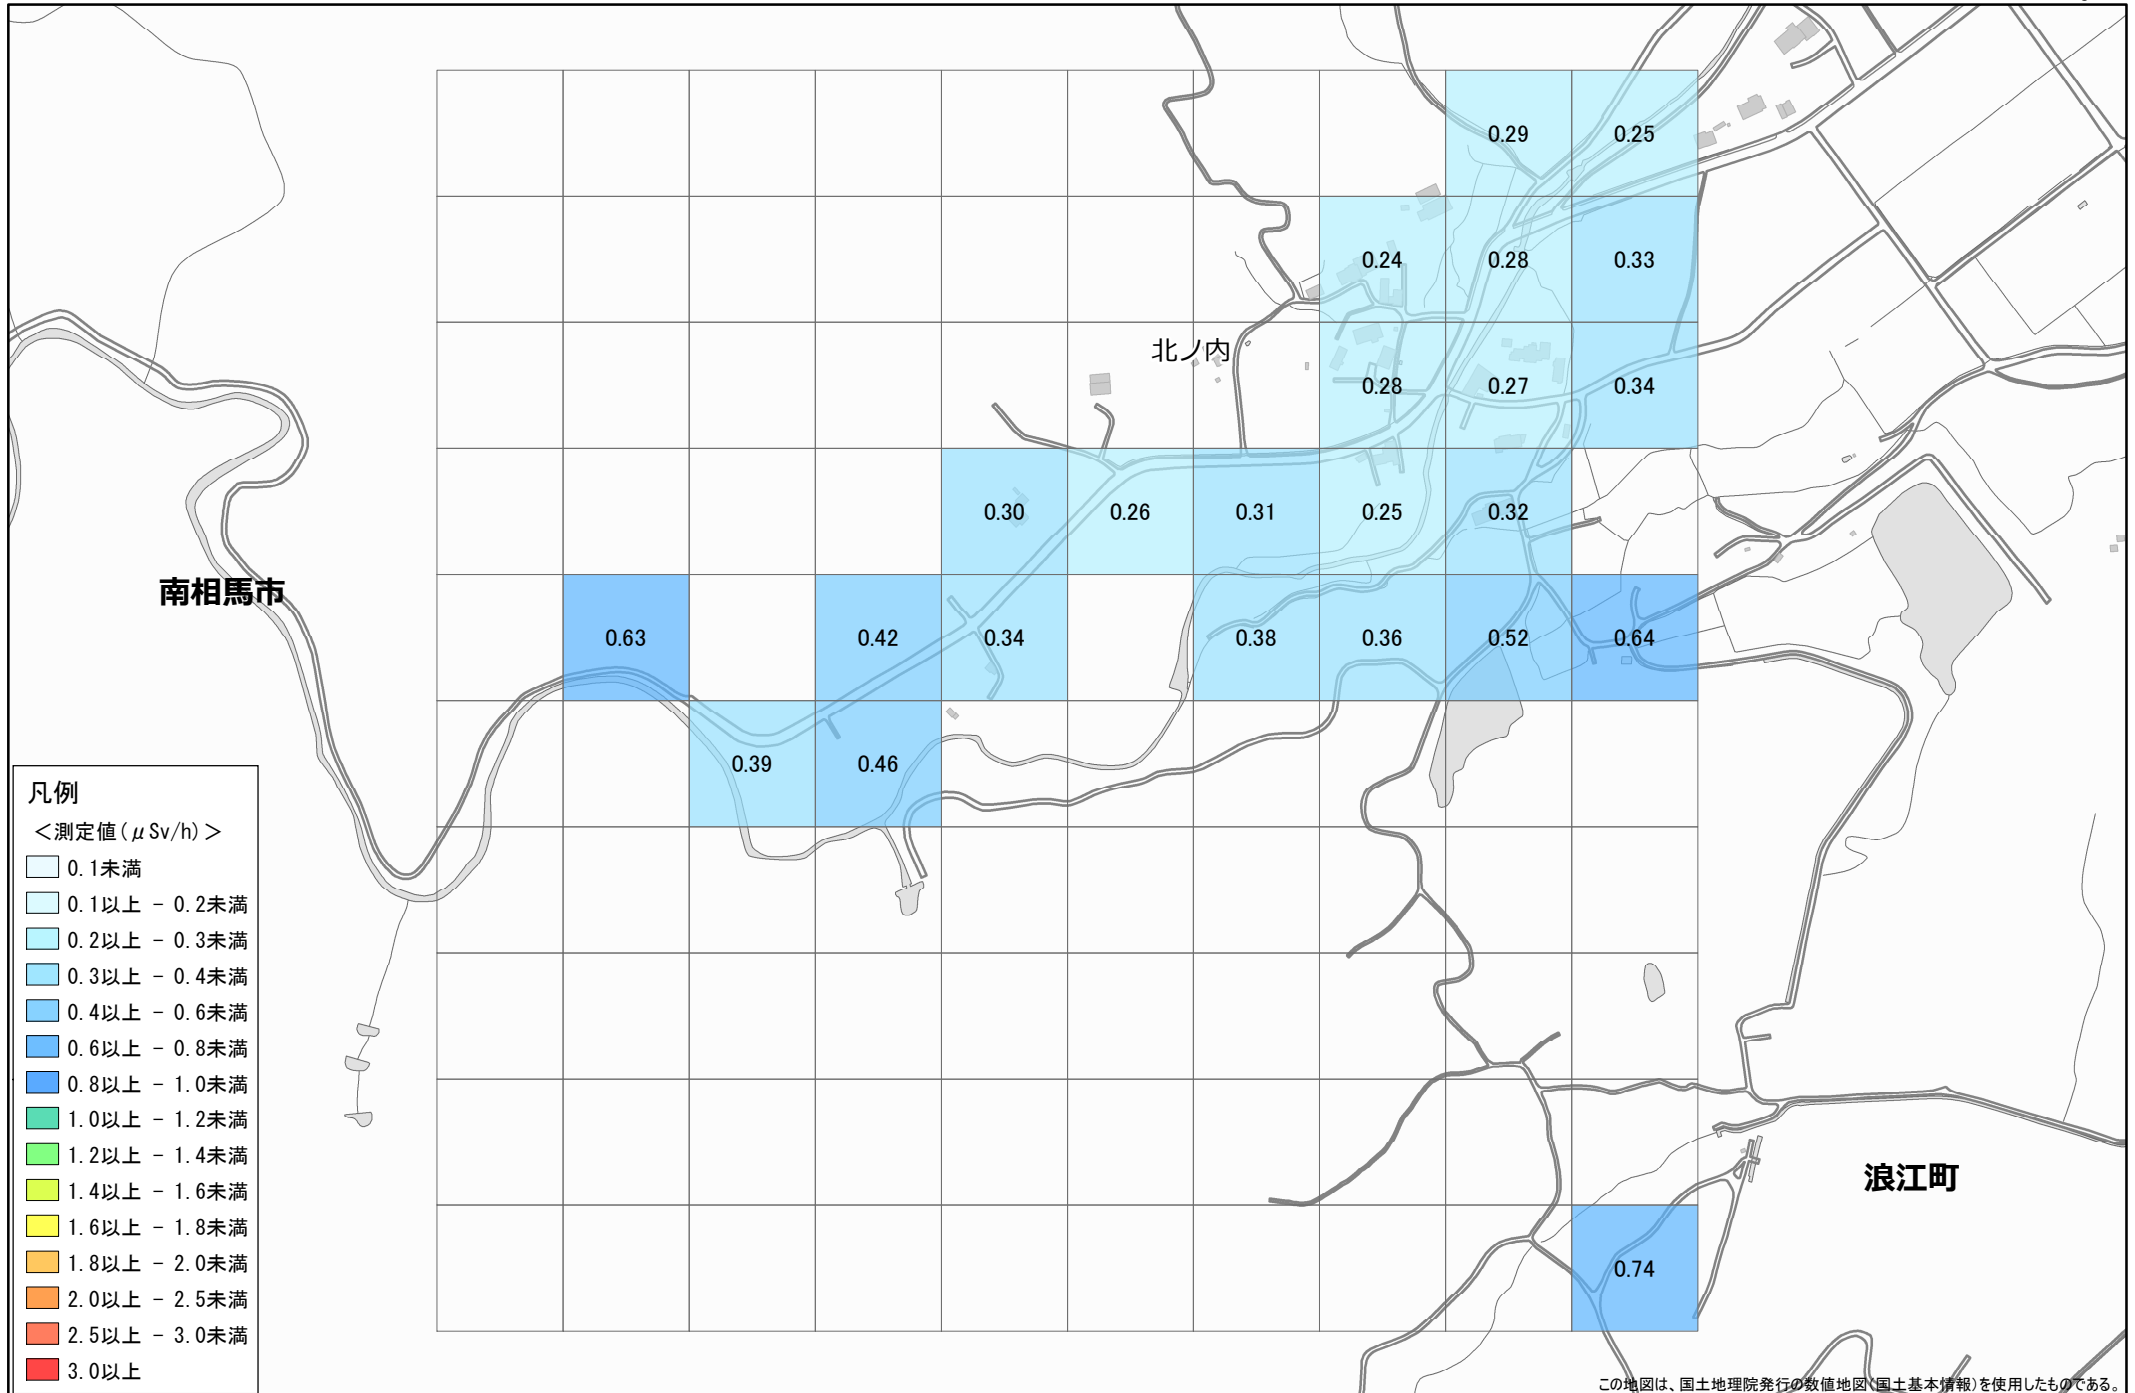 0.29 0.25
0.24 0.28 0.33
北ノ内
0.28 0.27 0.34
0.30 0.26 0.31 0.25 0.32
南相馬市
0.63 0.42 0.34 0.38 0.36 0.52 0.64
0.39 0.46
凡例
＜測定値(μSv/h)＞
0.1未満
0.1以上 - 0.2未満
0.2以上 - 0.3未満
0.3以上 - 0.4未満
0.4以上 - 0.6未満
0.6以上 - 0.8未満
0.8以上 - 1.0未満
1.0以上 - 1.2未満
1.2以上 - 1.4未満
1.4以上 - 1.6未満
1.6以上 - 1.8未満
1.8以上 - 2.0未満
2.0以上 - 2.5未満
2.5以上 - 3.0未満
3.0以上
浪江町
0.74
この地図は、国土地理院発行の数値地図(国土基本情報)を使用したものである。